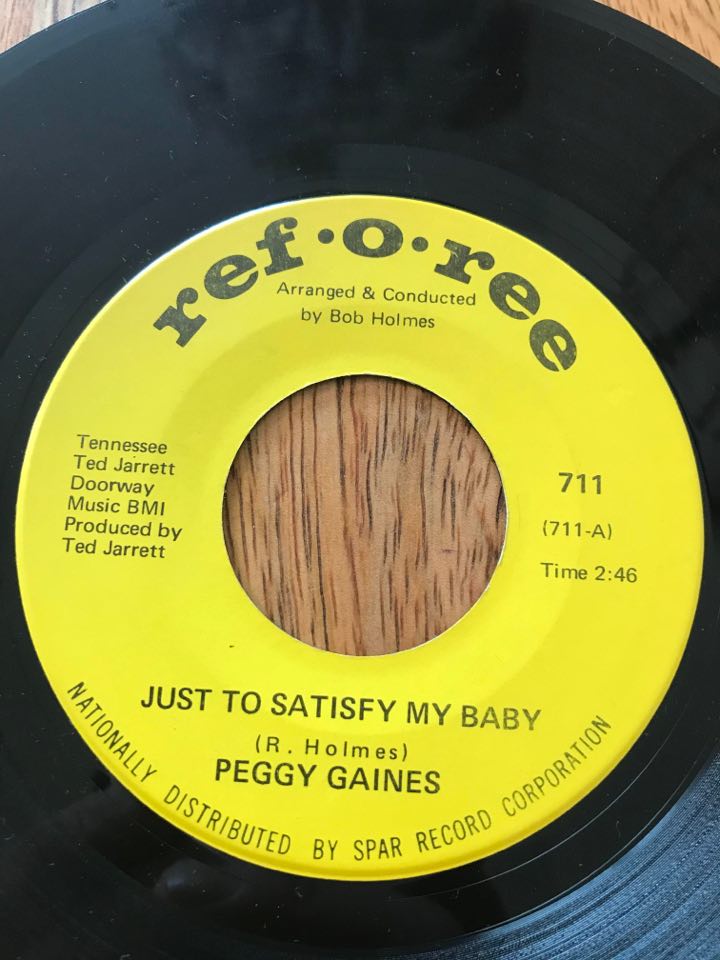 ref·o·ree
Arranged & Conducted
by Bob Holmes
Tennessee
Ted Jarrett
Doorway
Music BMI
Produced by
Ted Jarrett
711
(711-A)
Time 2:46
JUST TO SATISFY MY BABY
(R. Holmes)
PEGGY GAINES
NATIONALLY DISTRIBUTED BY SPAR RECORD CORPORATION